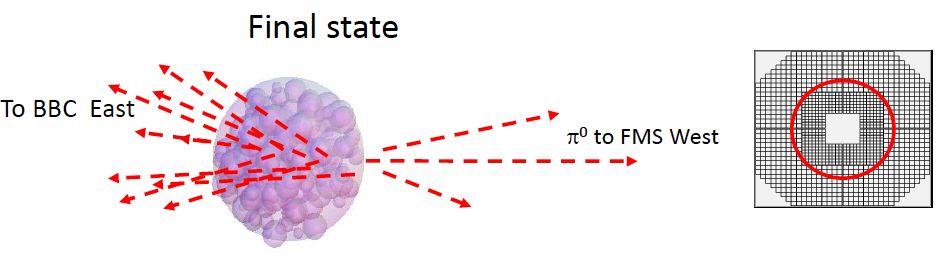 Final state
To BBC East
π⁰ to FMS West